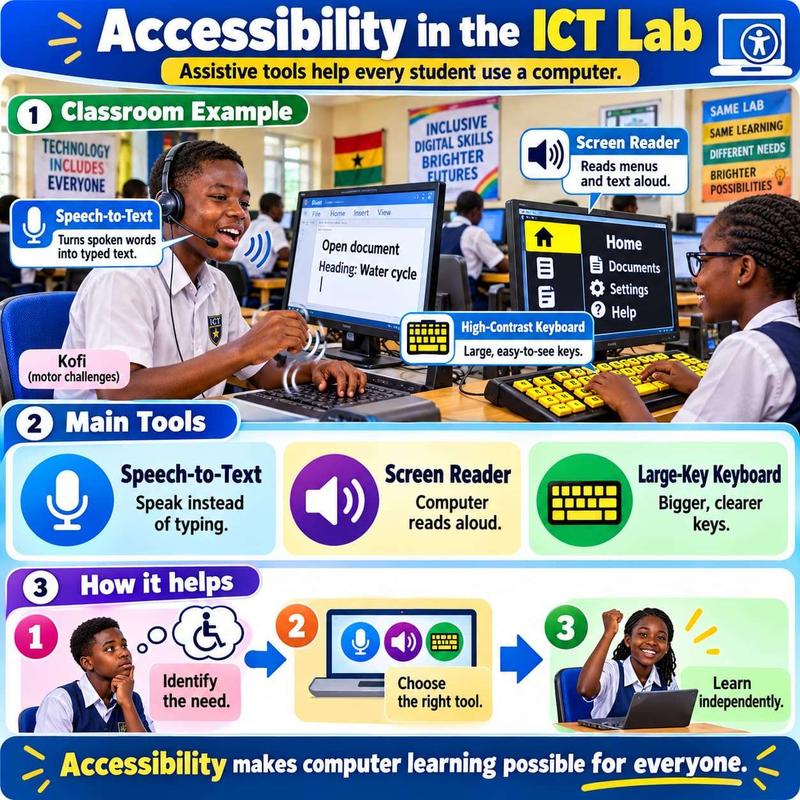 Accessibility in the ICT Lab
Assistive tools help every student use a computer.
1 Classroom Example
TECHNOLOGY
INCLUDES
EVERYONE
INCLUSIVE
DIGITAL SKILLS
BRIGHTER
FUTURES
SAME LAB
SAME LEARNING
DIFFERENT NEEDS
BRIGHTER
POSSIBILITIES
Screen Reader
Reads menus
and text aloud.
Speech-to-Text
Turns spoken words
into typed text.
File Home Insert View
Open document
Heading: Water cycle
Home
Documents
Settings
Help
ICT
High-Contrast Keyboard
Large, easy-to-see keys.
Kofi
(motor challenges)
2 Main Tools
Speech-to-Text
Speak instead
of typing.
Screen Reader
Computer
reads aloud.
Large-Key Keyboard
Bigger, clearer
keys.
3 How it helps
1
Identify
the need.
2
Choose
the right tool.
3
Learn
independently.
Accessibility makes computer learning possible for everyone.